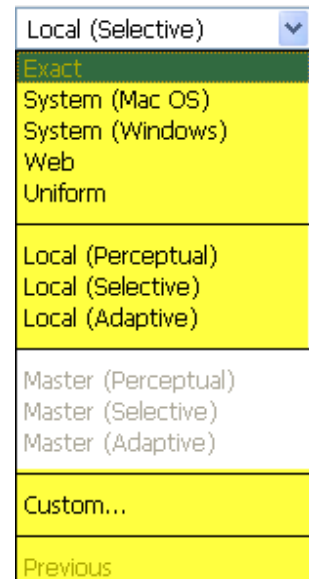 Local (Selective)
Exact
System (Mac OS)
System (Windows)
Web
Uniform
Local (Perceptual)
Local (Selective)
Local (Adaptive)
Master (Perceptual)
Master (Selective)
Master (Adaptive)
Custom...
Previous